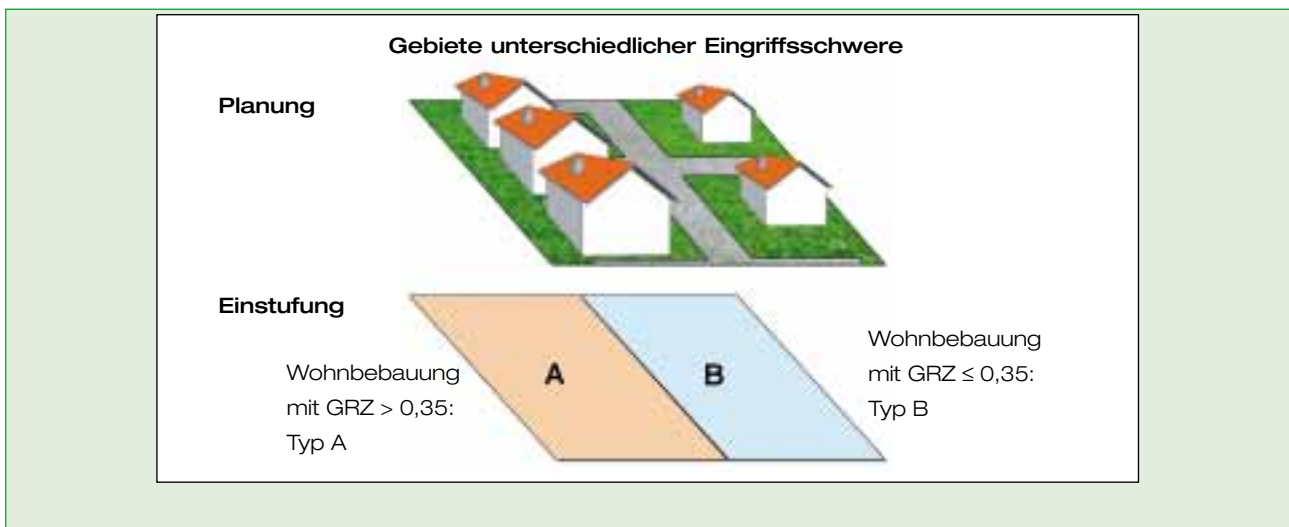 Gebiete unterschiedlicher Eingriffsschwere
Planung
Einstufung
Wohnbebauung
mit GRZ > 0,35:
Typ A
A
B
Wohnbebauung
mit GRZ ≤ 0,35:
Typ B